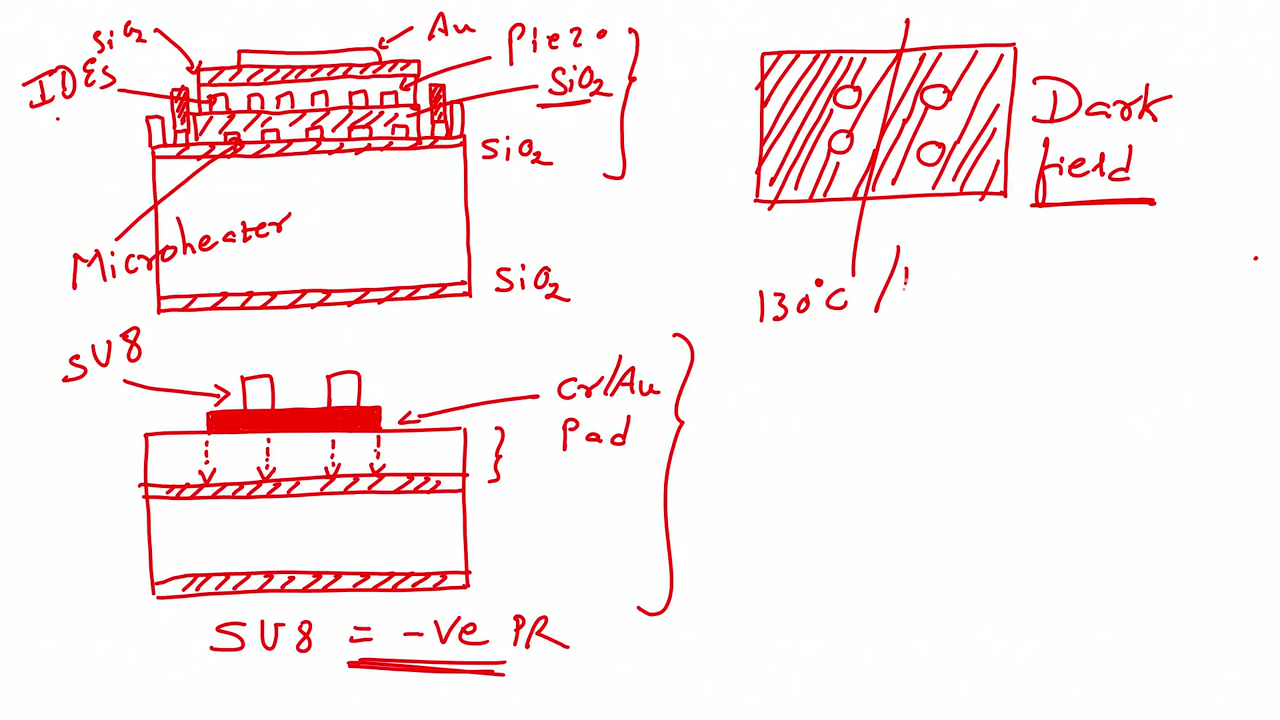 SiO2
Au
IDES
Piezo
SiO2
SiO2
Microheater
SiO2
Dark
field
130°C /
SU8
Cr/Au
Pad
SU8 = -Ve PR